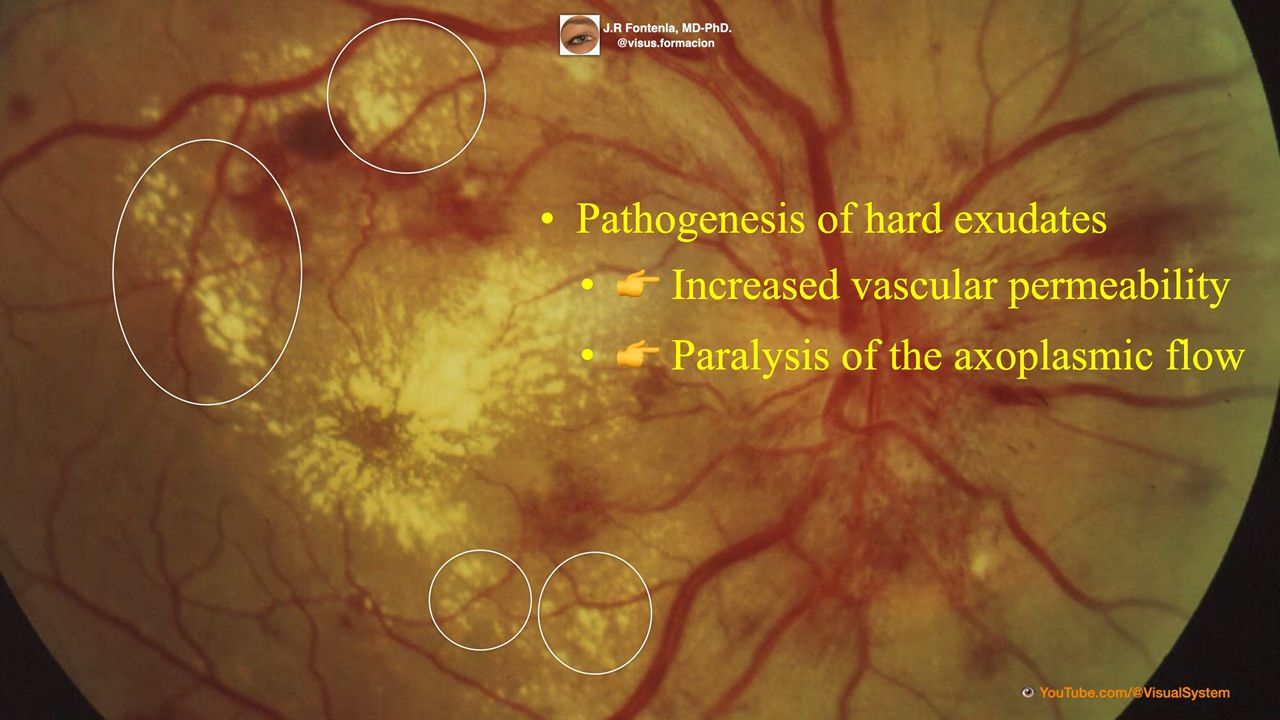 J.R Fontenla, MD-PhD.
@visus.formacion
• Pathogenesis of hard exudates
• 👉 Increased vascular permeability
• 👉 Paralysis of the axoplasmic flow
YouTube.com/@VisualSystem